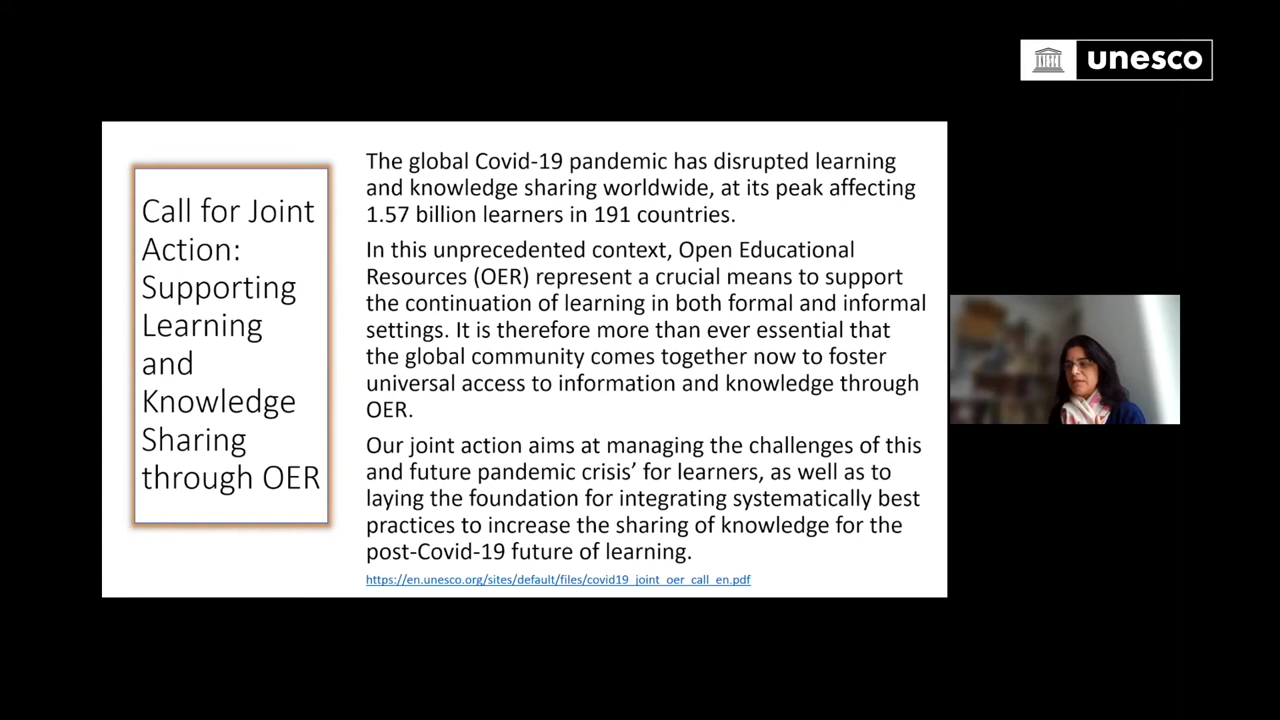 unesco
Call for Joint
Action:
Supporting
Learning
and
Knowledge
Sharing
through OER
The global Covid-19 pandemic has disrupted learning
and knowledge sharing worldwide, at its peak affecting
1.57 billion learners in 191 countries.
In this unprecedented context, Open Educational
Resources (OER) represent a crucial means to support
the continuation of learning in both formal and informal
settings. It is therefore more than ever essential that
the global community comes together now to foster
universal access to information and knowledge through
OER.
Our joint action aims at managing the challenges of this
and future pandemic crisis’ for learners, as well as to
laying the foundation for integrating systematically best
practices to increase the sharing of knowledge for the
post-Covid-19 future of learning.
https://en.unesco.org/sites/default/files/covid19_joint_oer_call_en.pdf